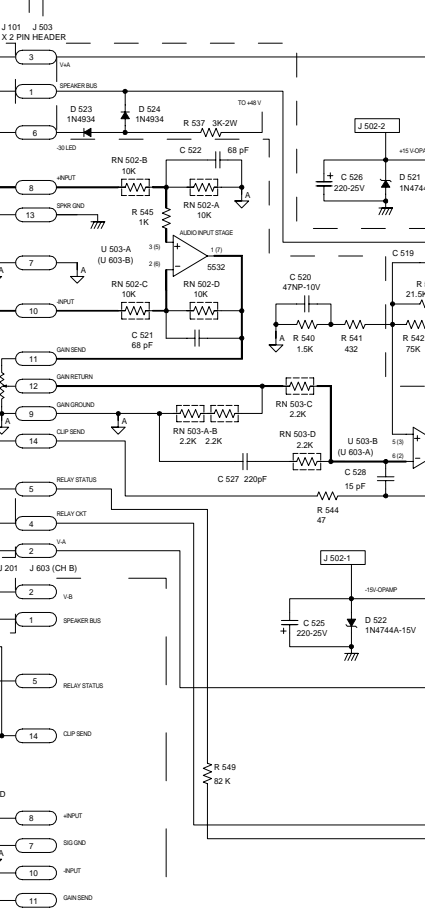 J 101 J 503
X 2 PIN HEADER
3
V+A
1
SPEAKER BUS
D 523
1N4934
D 524
1N4934
TO +48 V
R 537 3K-2W
6
-30 LED
C 522 68 pF
J 502-2
+15 V-OPA
RN 502-B
10K
8
+INPUT
RN 502-A
10K
A
C 526
220-25V
+
D 521
1N474
13
SPKR GND
R 545
1K
AUDIO INPUT STAGE
U 503-A
(U 603-B)
3 (5)
+
1 (7)
2 (6)
-
5532
7
A
C 519
RN 502-C
10K
RN 502-D
10K
C 520
47NP-10V
R
21.5K
10
-INPUT
C 521
68 pF
A
R 540
1.5K
R 541
432
R 542
75K
11
GAIN SEND
12
GAIN RETURN
RN 503-C
2.2K
9
GAIN GROUND
A
A
RN 503-A-B
2.2K 2.2K
RN 503-D
2.2K
U 503-B
(U 603-A)
5 (3)
+
6 (2)
-
14
CLIP SEND
C 527 220pF
C 528
15 pF
5
RELAY STATUS
R 544
47
4
RELAY CKT
2
V-A
J 201 J 603 (CH B)
J 502-1
2
V-B
-15V-OPAMP
1
SPEAKER BUS
C 525
220-25V
+
D 522
1N4744A-15V
5
RELAY STATUS
14
CLIP SEND
R 549
82 K
D
8
+INPUT
7
SIG GND
A
10
-INPUT
11
GAIN SEND